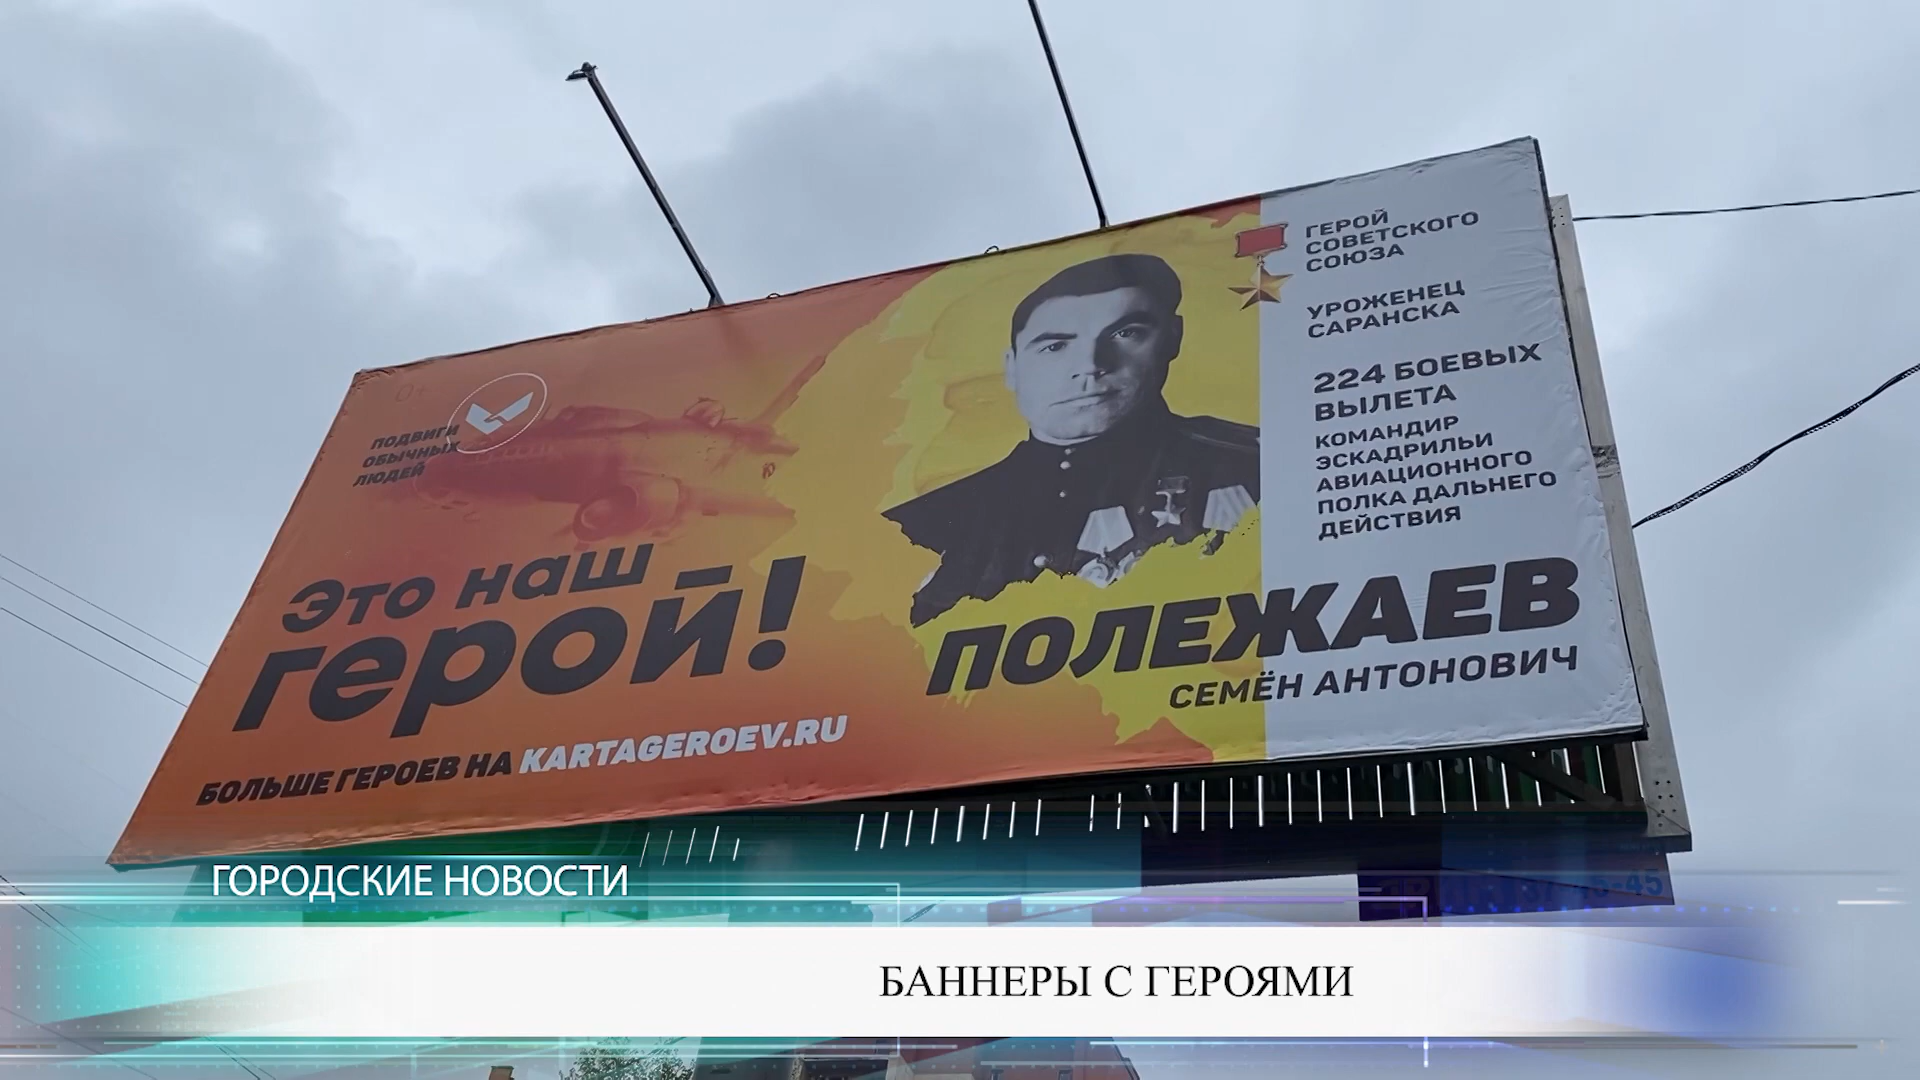 0+
ПОДВИГИ
ОБЫЧНЫХ
ЛЮДЕЙ
Это наш
герой!
БОЛЬШЕ ГЕРОЕВ НА KARTAGEROEV.RU
ГЕРОЙ
СОВЕТСКОГО
СОЮЗА
УРОЖЕНЕЦ
САРАНСКА
224 БОЕВЫХ
ВЫЛЕТА
КОМАНДИР
ЭСКАДРИЛЬИ
АВИАЦИОННОГО
ПОЛКА ДАЛЬНЕГО
ДЕЙСТВИЯ
ПОЛЕЖАЕВ
СЕМЁН АНТОНОВИЧ
ГОРОДСКИЕ НОВОСТИ
БАННЕРЫ С ГЕРОЯМИ